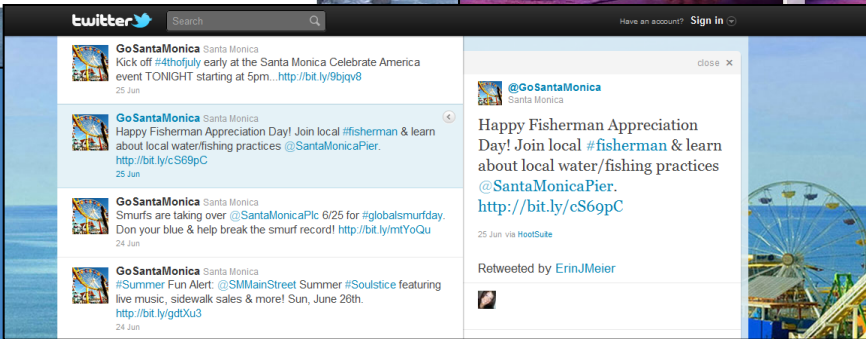 twitter
Search
Have an account? Sign in
GoSantaMonica Santa Monica
Kick off #4thofjuly early at the Santa Monica Celebrate America
event TONIGHT starting at 5pm...http://bit.ly/9bjqv8
25 Jun
GoSantaMonica Santa Monica
Happy Fisherman Appreciation Day! Join local #fisherman & learn
about local water/fishing practices @SantaMonicaPier.
http://bit.ly/cS69pC
25 Jun
GoSantaMonica Santa Monica
Smurfs are taking over @SantaMonicaPlc 6/25 for #globalsmurfday.
Don your blue & help break the smurf record! http://bit.ly/mtYoQu
24 Jun
GoSantaMonica Santa Monica
#Summer Fun Alert: @SMMainStreet Summer #Soulstice featuring
live music, sidewalk sales & more! Sun, June 26th.
http://bit.ly/gdtXu3
24 Jun
close ×
@GoSantaMonica
Santa Monica
Happy Fisherman Appreciation
Day! Join local #fisherman & learn
about local water/fishing practices
@SantaMonicaPier.
http://bit.ly/cS69pC
25 Jun via HootSuite
Retweeted by ErinJMeier